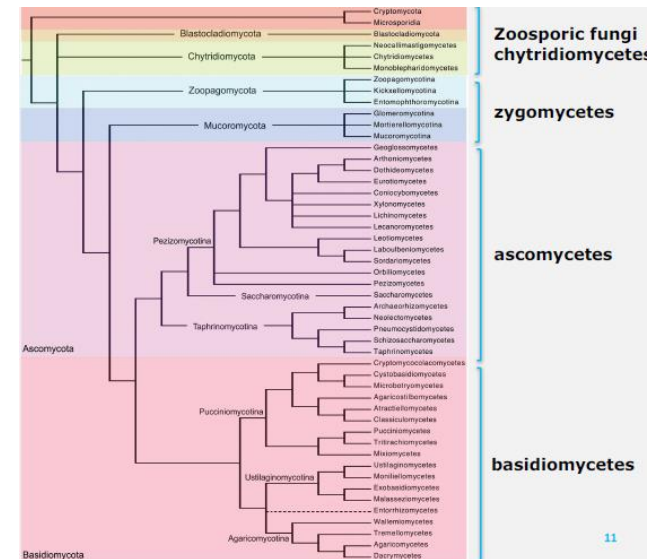 Cryptomycota
Microsporidia
Blastocladiomycota
Blastocladiomycota
Neocallimastigomycetes
Chytridiomycota
Chytridiomycetes
Monoblepharidomycetes
Zoosporic fungi
chytridiomycetes
Zoopagomycotina
Zoopagomycota
Kickxellomycotina
Entomophthoromycotina
Glomeromycotina
Mucoromycota
Mortierellomycotina
Mucoromycotina
zygomycetes
Geoglossomycetes
Arthoniomycetes
Dothideomycetes
Eurotiomycetes
Coniocybomycetes
Xylonomycetes
Lichinomycetes
Lecanoromycetes
Pezizomycotina
Leotiomycetes
Laboulbeniomycetes
Sordariomycetes
Orbiliomycetes
Pezizomycetes
Saccharomycotina
Saccharomycetes
Archaeorhizomycetes
Neolectomycetes
Taphrinomycotina
Pneumocystidomycetes
Schizosaccharomycetes
Taphrinomycetes
Ascomycota
ascomycetes
Cryptomycocolacomycetes
Cystobasidiomycetes
Microbotryomycetes
Agaricostilbomycetes
Pucciniomycotina
Atractiellomycetes
Classiculomycetes
Pucciniomycetes
Tritirachiomycetes
Mixiomycetes
Ustilaginomycetes
Ustilaginomycotina
Moniliellomycetes
Exobasidiomycetes
Malasseziomycetes
Entorrhizomycetes
Wallemiomycetes
Agaricomycotina
Tremellomycetes
Agaricomycetes
Dacrymycetes
Basidiomycota
basidiomycetes
11